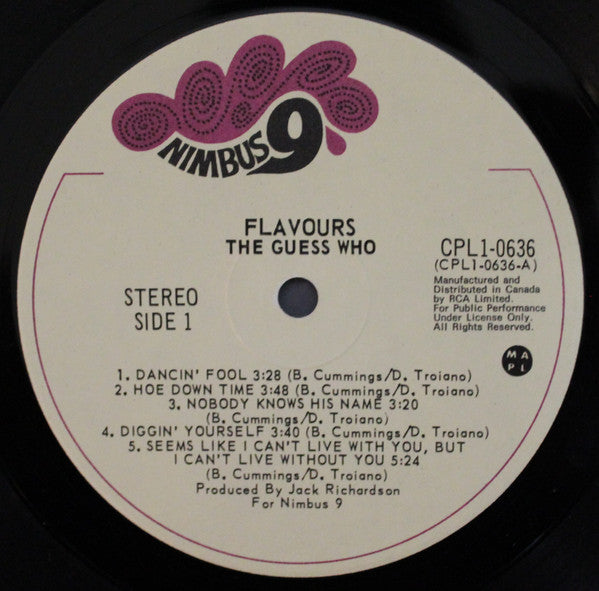 NIMBUS 9
FLAVOURS
THE GUESS WHO
CPL1-0636
(CPL1-0636-A)
Manufactured and
Distributed in Canada
by RCA Limited.
For Public Performance
Under License Only.
All Rights Reserved.
STEREO
SIDE 1
MA
PI
1. DANCIN' FOOL 3:28 (B. Cummings/D. Troiano)
2. HOE DOWN TIME 3:48 (B. Cummings/D. Troiano)
3. NOBODY KNOWS HIS NAME 3:20
(B. Cummings/D. Troiano)
4. DIGGIN' YOURSELF 3:40 (B. Cummings/D. Troiano)
5. SEEMS LIKE I CAN'T LIVE WITH YOU, BUT
I CAN'T LIVE WITHOUT YOU 5:24
(B. Cummings/D. Troiano)
Produced By Jack Richardson
For Nimbus 9